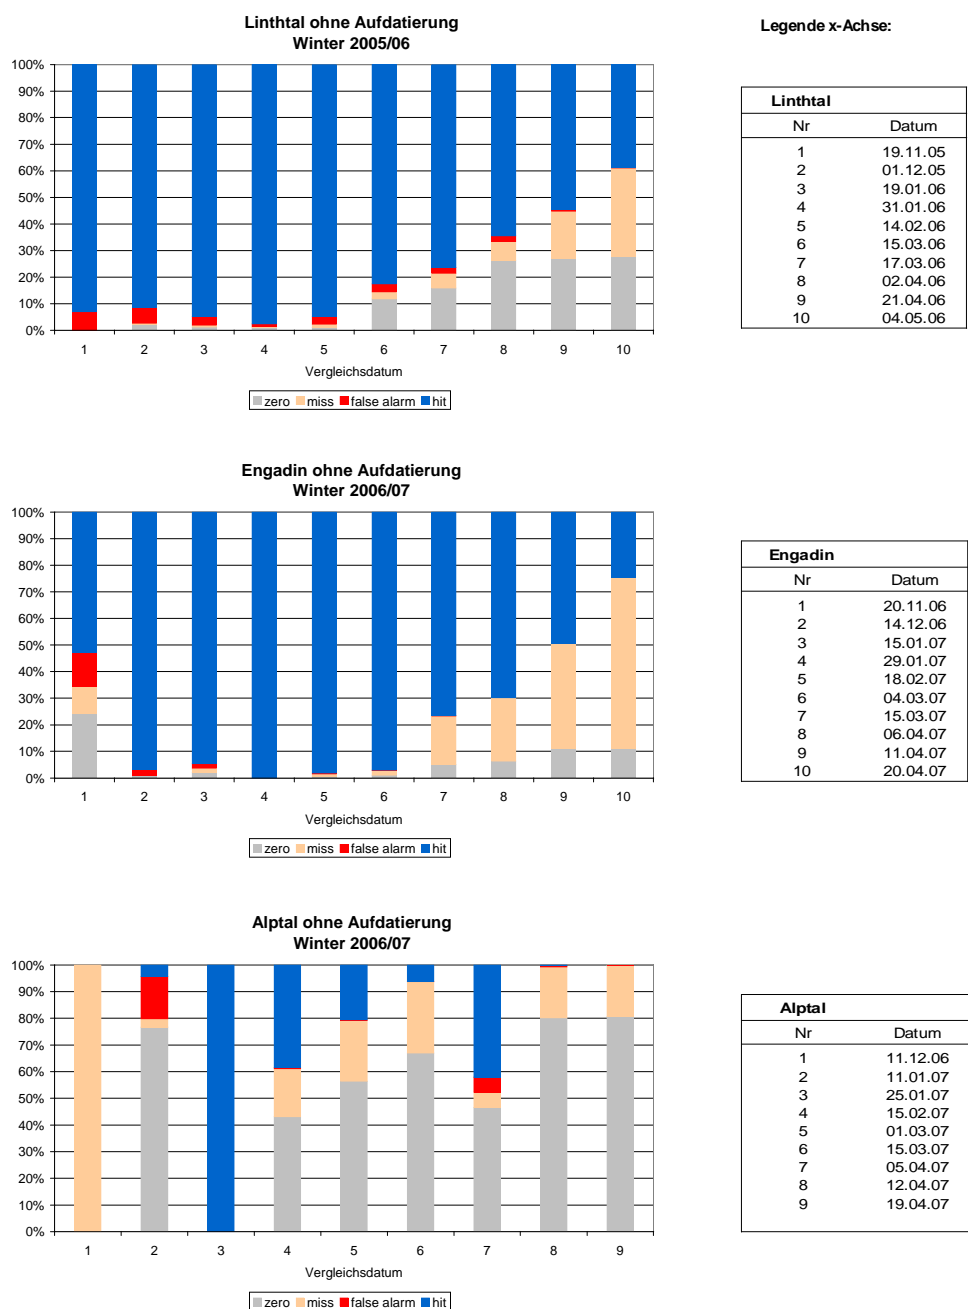 Linthtal ohne Aufdatierung
Winter 2005/06
Legende x-Achse:
100%
90%
80%
70%
60%
50%
40%
30%
20%
10%
0%
1 2 3 4 5 6 7 8 9 10
Vergleichsdatum
zero miss false alarm hit
Linthtal
Nr Datum
1 19.11.05
2 01.12.05
3 19.01.06
4 31.01.06
5 14.02.06
6 15.03.06
7 17.03.06
8 02.04.06
9 21.04.06
10 04.05.06
Engadin ohne Aufdatierung
Winter 2006/07
100%
90%
80%
70%
60%
50%
40%
30%
20%
10%
0%
1 2 3 4 5 6 7 8 9 10
Vergleichsdatum
zero miss false alarm hit
Engadin
Nr Datum
1 20.11.06
2 14.12.06
3 15.01.07
4 29.01.07
5 18.02.07
6 04.03.07
7 15.03.07
8 06.04.07
9 11.04.07
10 20.04.07
Alptal ohne Aufdatierung
Winter 2006/07
100%
90%
80%
70%
60%
50%
40%
30%
20%
10%
0%
1 2 3 4 5 6 7 8 9
Vergleichsdatum
zero miss false alarm hit
Alptal
Nr Datum
1 11.12.06
2 11.01.07
3 25.01.07
4 15.02.07
5 01.03.07
6 15.03.07
7 05.04.07
8 12.04.07
9 19.04.07